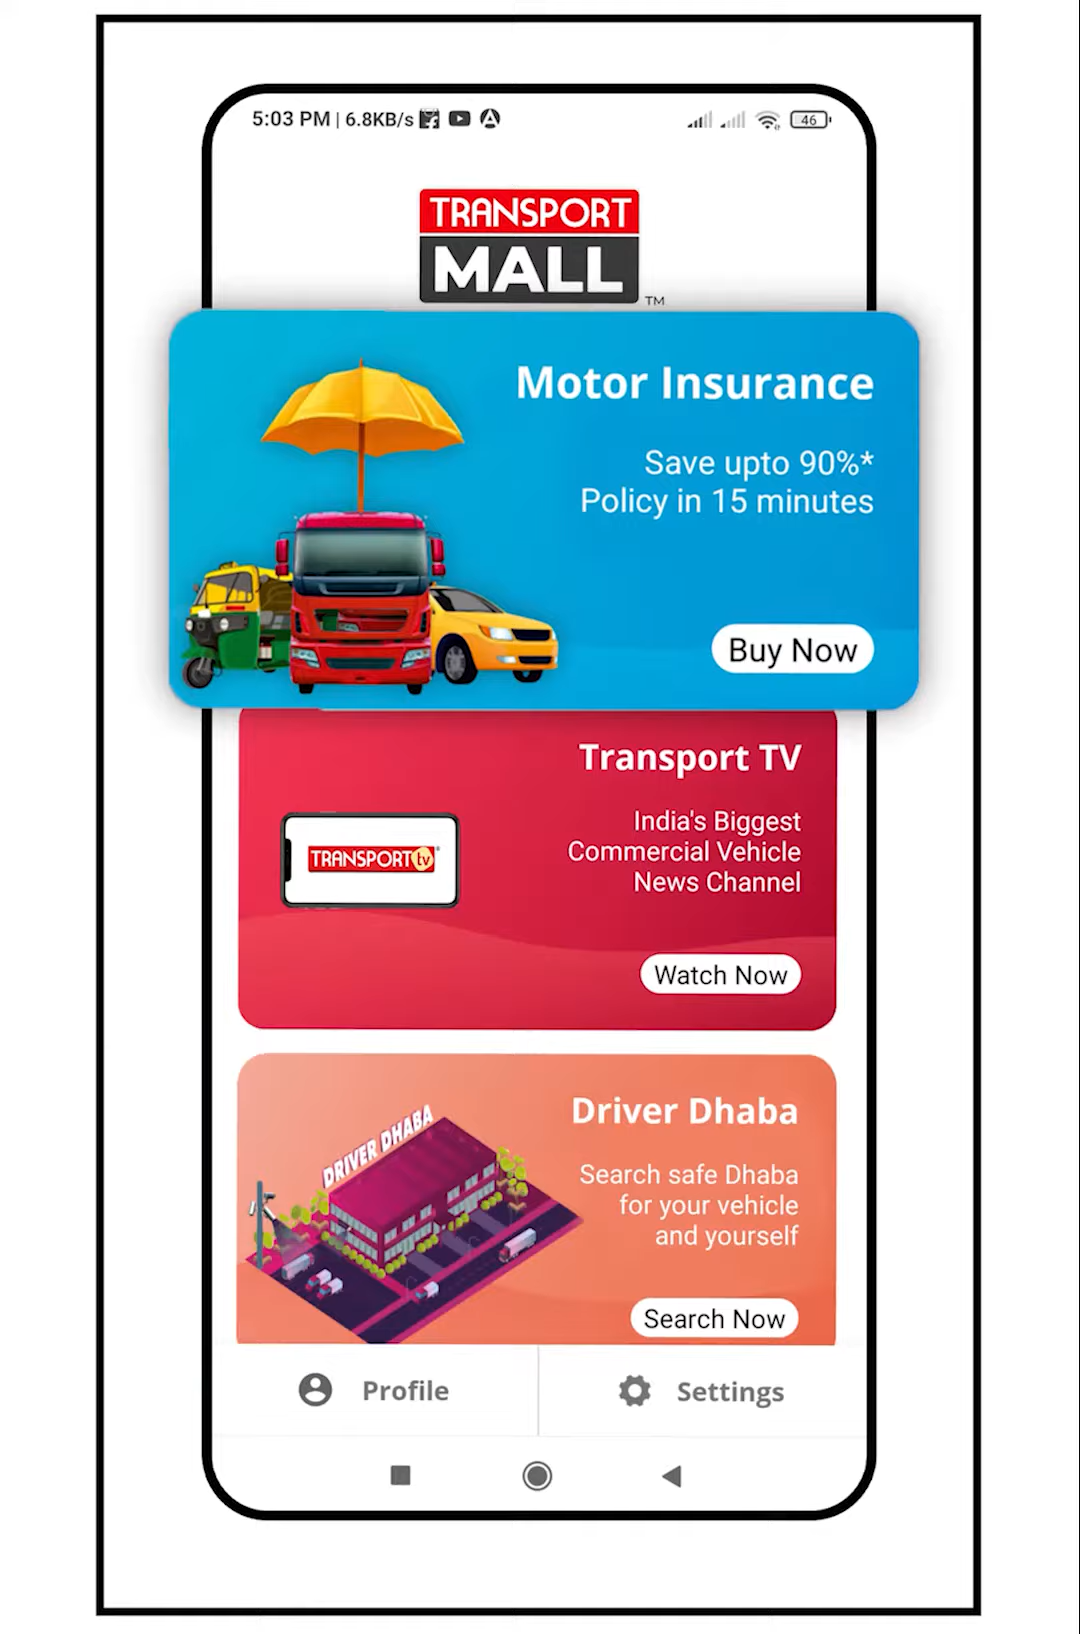 5:03 PM | 6.8KB/s
46
TRANSPORT
MALL
TM
Motor Insurance
Save upto 90%*
Policy in 15 minutes
Buy Now
Transport TV
India's Biggest
Commercial Vehicle
News Channel
TRANSPORT tv
Watch Now
Driver Dhaba
DRIVER DHABA
Search safe Dhaba
for your vehicle
and yourself
Search Now
Profile
Settings